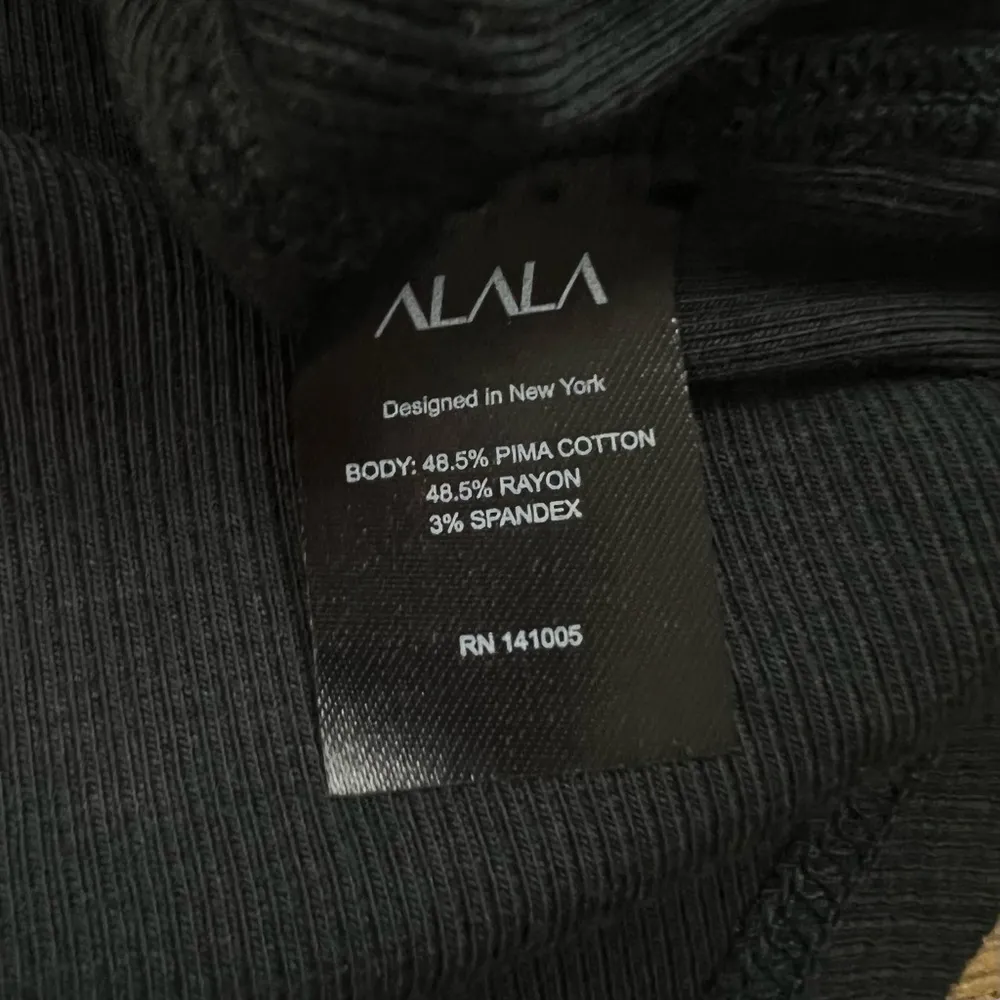 ALALA
Designed in New York
BODY: 48.5% PIMA COTTON
48.5% RAYON
3% SPANDEX
RN 141005